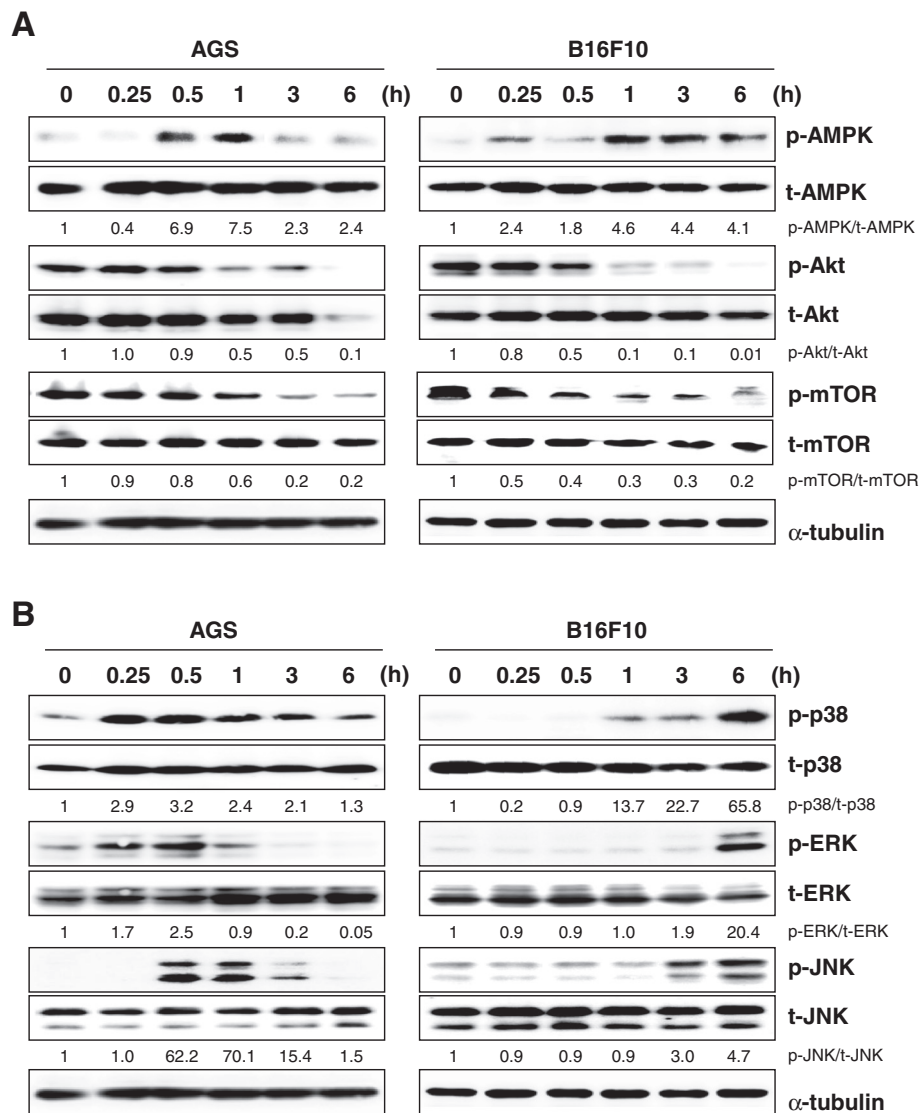 A
AGS B16F10
0 0.25 0.5 1 3 6 (h) 0 0.25 0.5 1 3 6 (h)
p-AMPK
t-AMPK
1 0.4 6.9 7.5 2.3 2.4 1 2.4 1.8 4.6 4.4 4.1 p-AMPK/t-AMPK
p-Akt
t-Akt
1 1.0 0.9 0.5 0.5 0.1 1 0.8 0.5 0.1 0.1 0.01 p-Akt/t-Akt
p-mTOR
t-mTOR
1 0.9 0.8 0.6 0.2 0.2 1 0.5 0.4 0.3 0.3 0.2 p-mTOR/t-mTOR
α-tubulin
B
AGS B16F10
0 0.25 0.5 1 3 6 (h) 0 0.25 0.5 1 3 6 (h)
p-p38
t-p38
1 2.9 3.2 2.4 2.1 1.3 1 0.2 0.9 13.7 22.7 65.8 p-p38/t-p38
p-ERK
t-ERK
1 1.7 2.5 0.9 0.2 0.05 1 0.9 0.9 1.0 1.9 20.4 p-ERK/t-ERK
p-JNK
t-JNK
1 1.0 62.2 70.1 15.4 1.5 1 0.9 0.9 0.9 3.0 4.7 p-JNK/t-JNK
α-tubulin